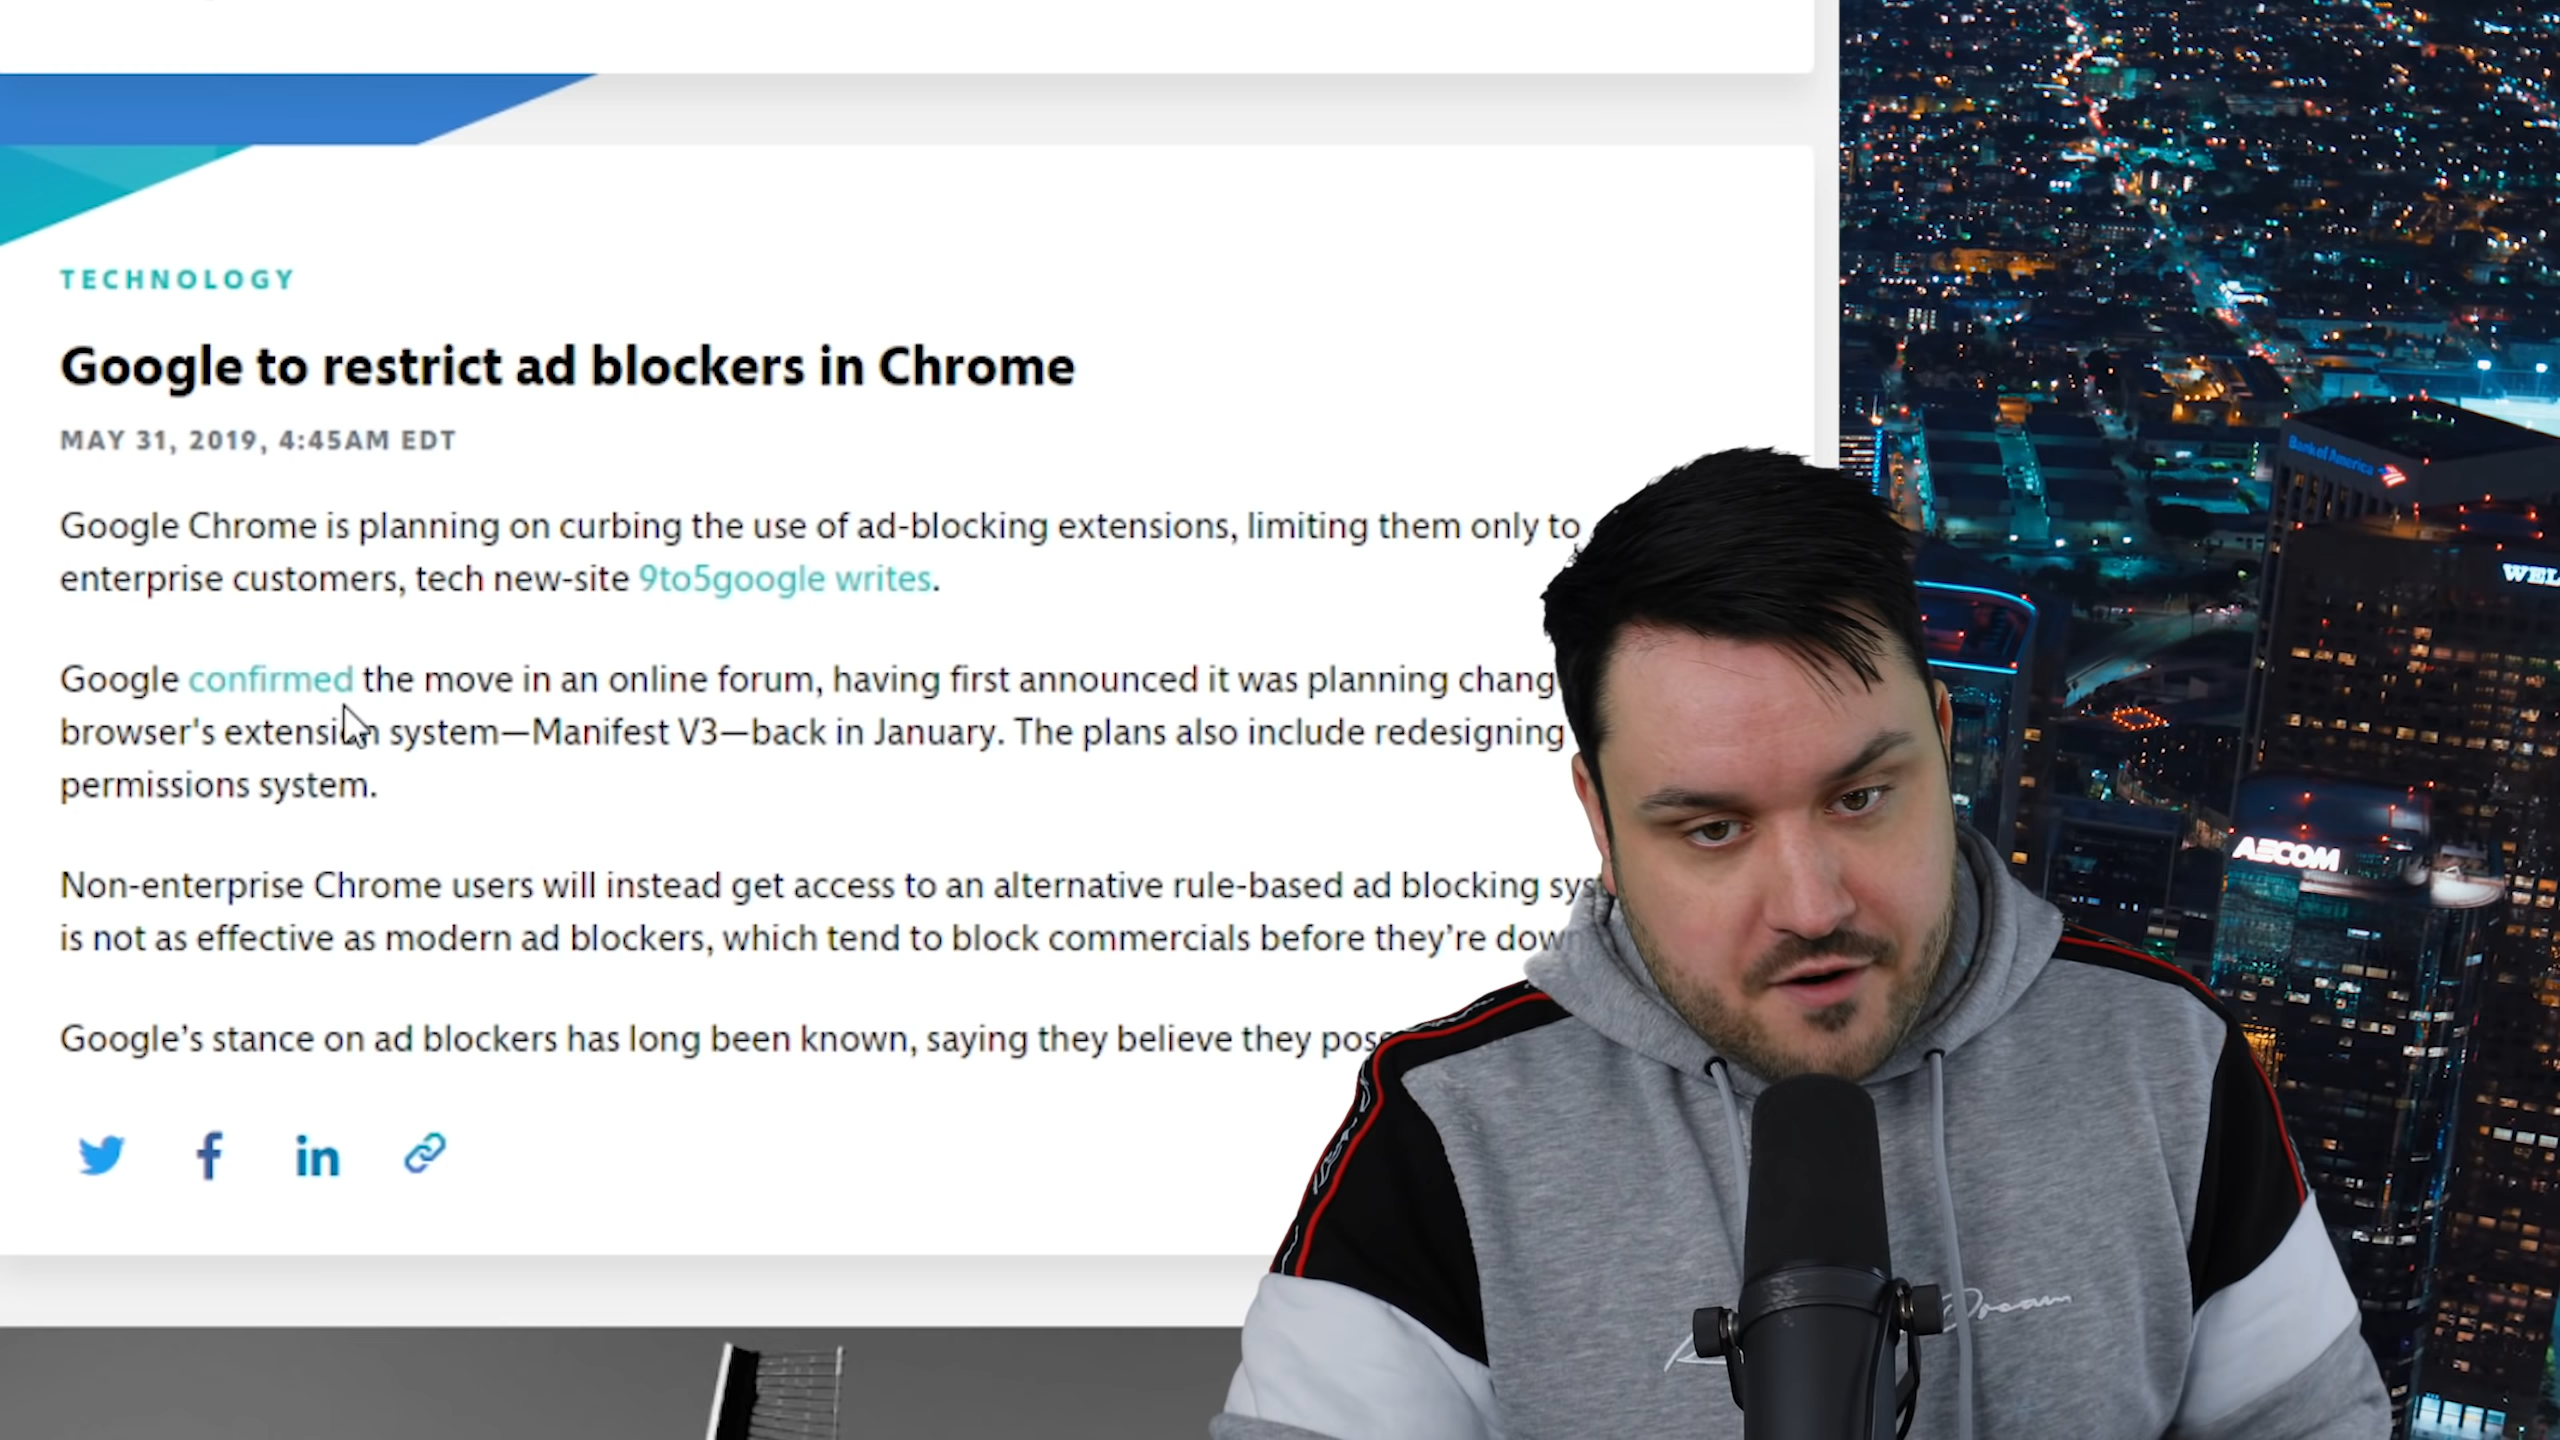 TECHNOLOGY
Google to restrict ad blockers in Chrome
MAY 31, 2019, 4:45AM EDT
Google Chrome is planning on curbing the use of ad-blocking extensions, limiting them only to
enterprise customers, tech new-site 9to5google writes.
Google confirmed the move in an online forum, having first announced it was planning chang
browser's extension system—Manifest V3—back in January. The plans also include redesigning
permissions system.
Non-enterprise Chrome users will instead get access to an alternative rule-based ad blocking sys
is not as effective as modern ad blockers, which tend to block commercials before they're dow
Google's stance on ad blockers has long been known, saying they believe they pos
Bank of America
WEL
AECOM
Dream